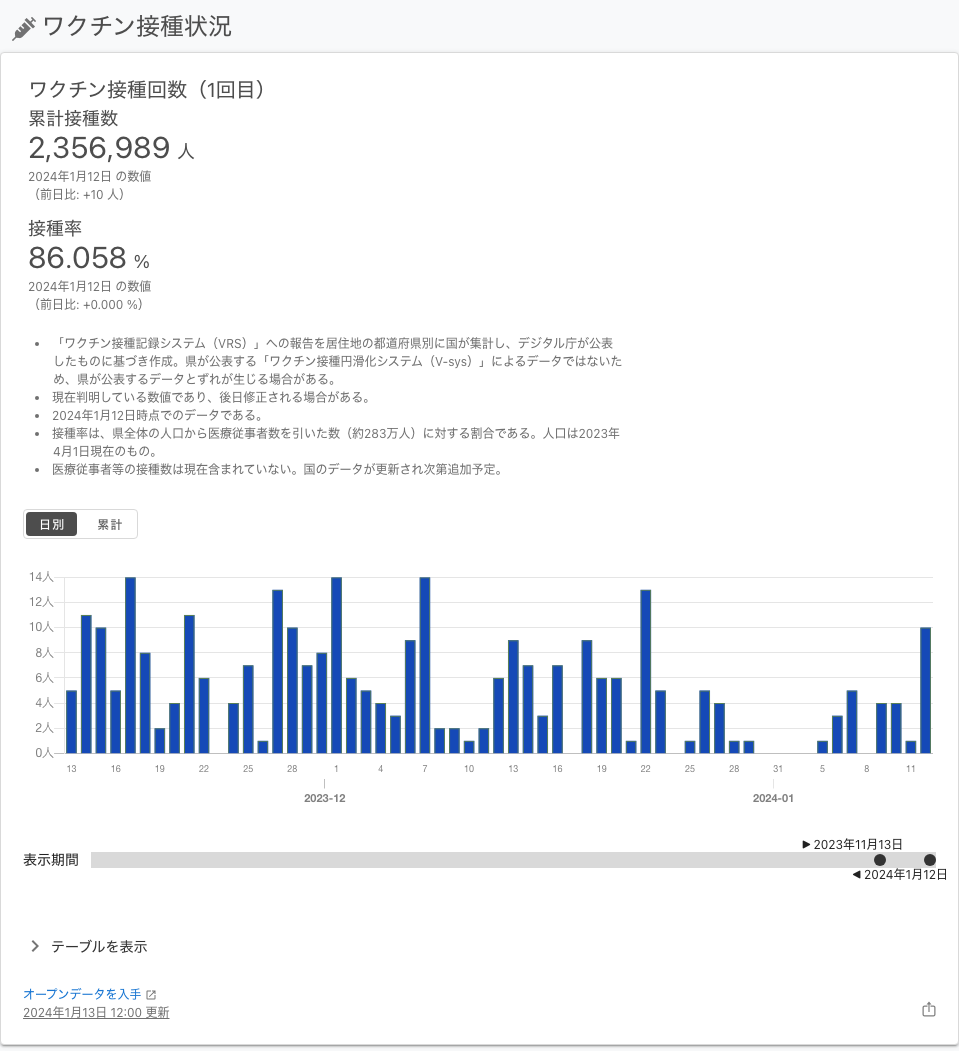 ワクチン接種状況
ワクチン接種回数（1回目）
累計接種数
2,356,989 人
2024年1月12日 の数値
（前日比: +10 人）
接種率
86.058 %
2024年1月12日 の数値
（前日比: +0.000 %）
• 「ワクチン接種記録システム（VRS）」への報告を居住地の都道府県別に国が集計し、デジタル庁が公表
したものに基づき作成。県が公表する「ワクチン接種円滑化システム（V-sys）」によるデータではないた
め、県が公表するデータとずれが生じる場合がある。
• 現在判明している数値であり、後日修正される場合がある。
• 2024年1月12日時点でのデータである。
• 接種率は、県全体の人口から医療従事者数を引いた数（約283万人）に対する割合である。人口は2023年
4月1日現在のもの。
• 医療従事者等の接種数は現在含まれていない。国のデータが更新され次第追加予定。
日別 累計
14人
12人
10人
8人
6人
4人
2人
0人
13 16 19 22 25 28 1 4 7 10 13 16 19 22 25 28 31 5 8 11
2023-12 2024-01
▶ 2023年11月13日
表示期間
◀ 2024年1月12日
テーブルを表示
オープンデータを入手
2024年1月13日 12:00 更新